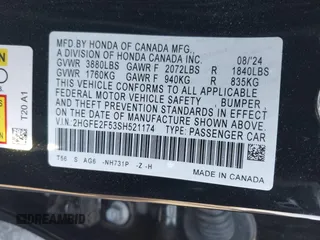 MFD. BY HONDA OF CANADA MFG., 08/'24
A DIVISION OF HONDA CANADA INC.
GVWR 3880LBS GAWR F 2072LBS R 1840LBS
GVWR 1760KG GAWR F 940KG R 835KG
THIS VEHICLE CONFORMS TO ALL APPLICABLE
FEDERAL MOTOR VEHICLE SAFETY, BUMPER,
AND THEFT PREVENTION STANDARDS IN EFFECT
ON THE DATE OF MANUFACTURE SHOWN ABOVE.
V.I.N.:2HGFE2F53SH521174 TYPE: PASSENGER CAR
T56 S AG6 -NH731P -Z -H
MADE IN CANADA
T20 A1
DREAMBID